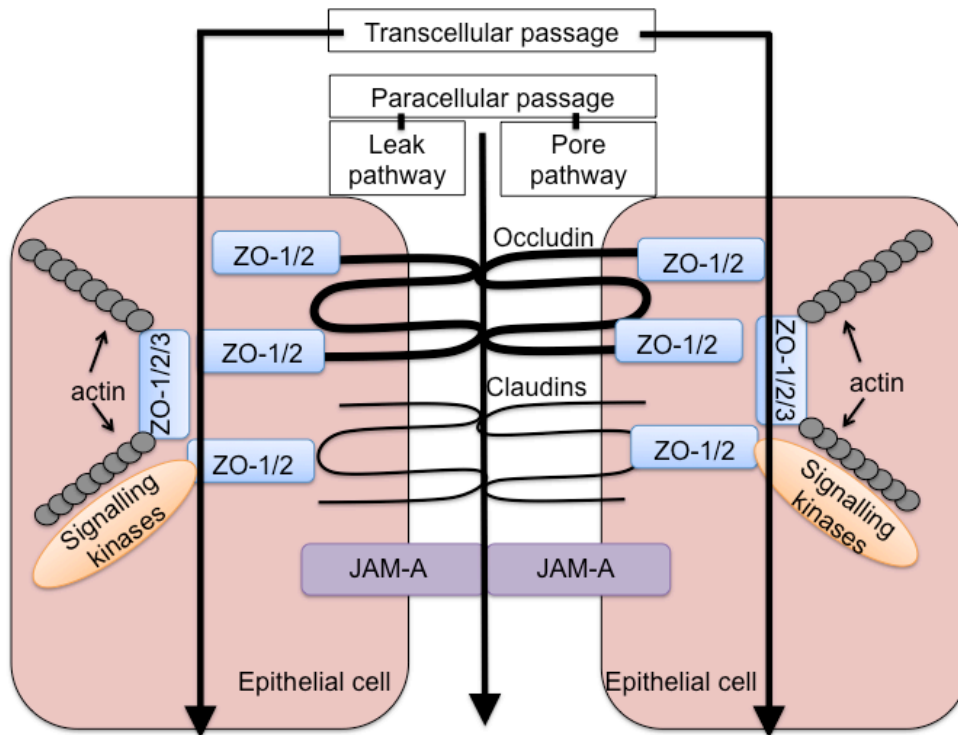 Transcellular passage
Paracellular passage
Leak
pathway
Pore
pathway
Occludin
ZO-1/2
ZO-1/2
ZO-1/2
ZO-1/2
ZO-1/2/3
ZO-1/2/3
actin
actin
Claudins
ZO-1/2
ZO-1/2
Signalling
kinases
Signalling
kinases
JAM-A
JAM-A
Epithelial cell
Epithelial cell